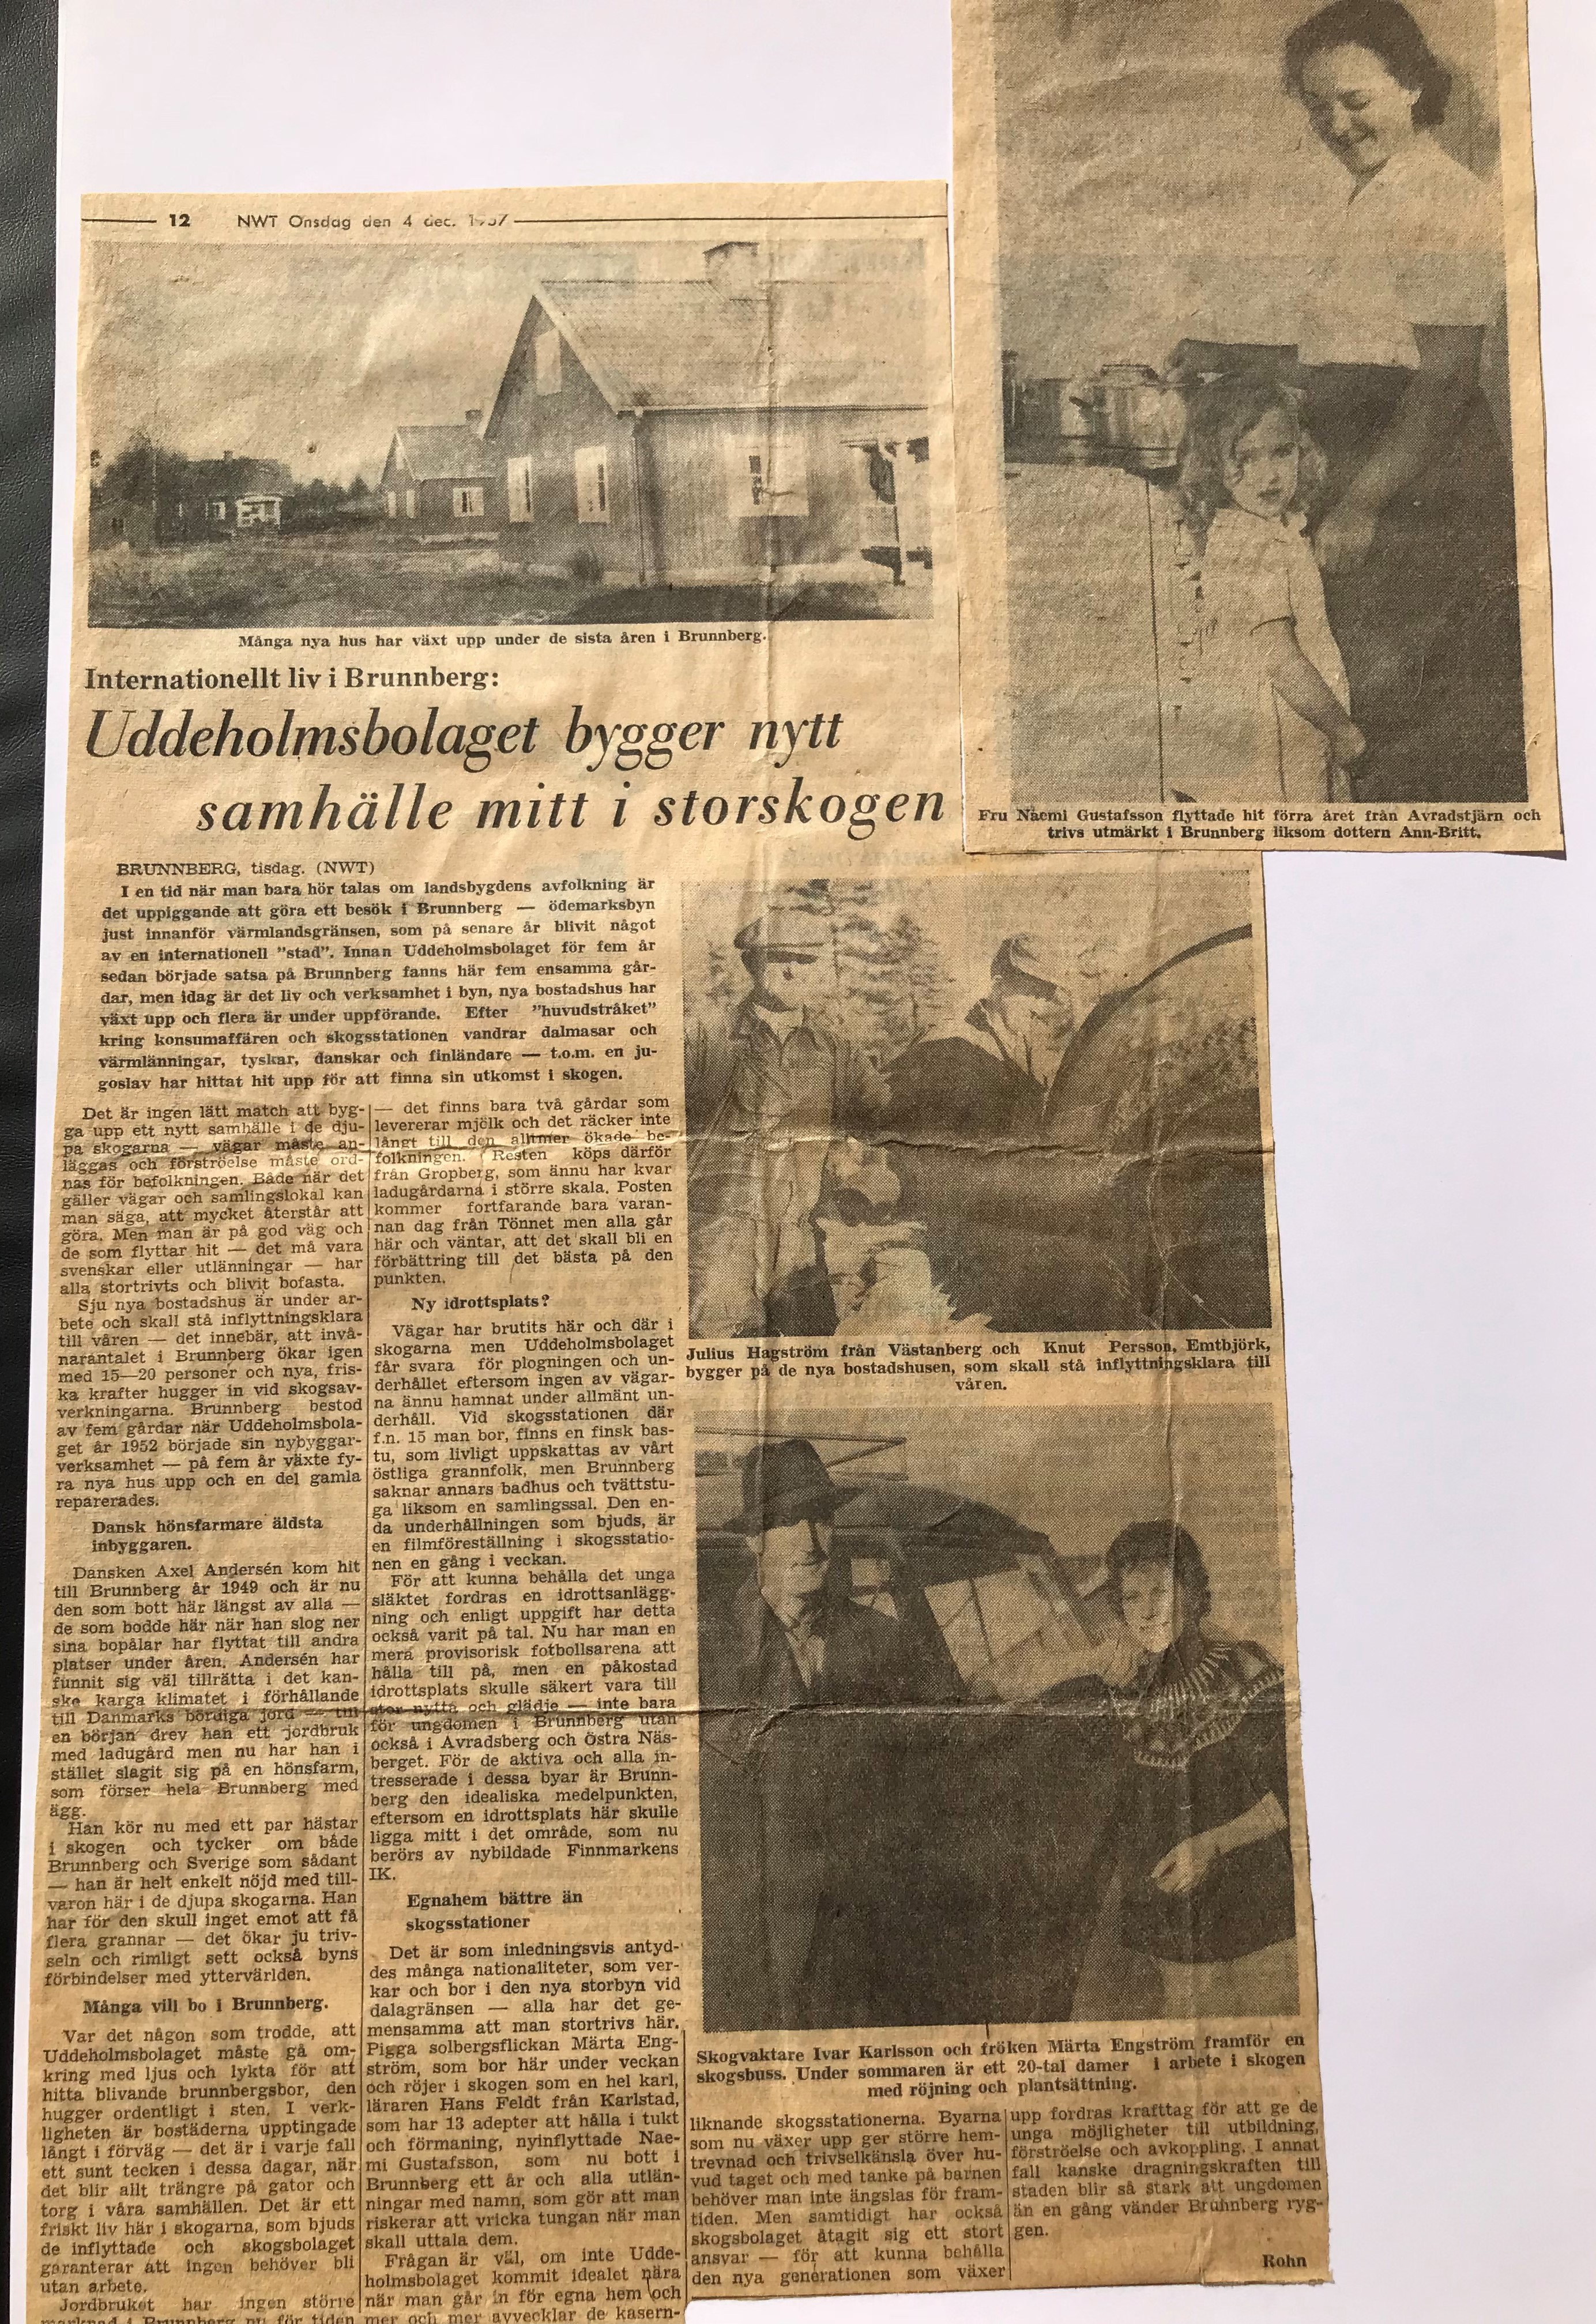 12 NWT Onsdag den 4 dec. 1957
Många nya hus har växt upp under de sista åren i Brunnberg.
Internationellt liv i Brunnberg:
Uddeholmsbolaget bygger nytt
samhälle mitt i storskogen
Fru Naemi Gustafsson flyttade hit förra året från Avradstjärn och
trivs utmärkt i Brunnberg liksom dottern Ann-Britt.
BRUNNBERG, tisdag. (NWT)
I en tid när man bara hör talas om landsbygdens avfolkning är
det uppiggande att göra ett besök i Brunnberg — ödemarksbyn
just innanför värmlandsgränsen, som på senare år blivit något
av en internationell ”stad”. Innan Uddeholmsbolaget för fem år
sedan började satsa på Brunnberg fanns här fem ensamma går-
dar, men idag är det liv och verksamhet i byn, nya bostadshus har
växt upp och flera är under uppförande. Efter ”huvudstråket”
kring konsumaffären och skogsstationen vandrar dalmasar och
värmlänningar, tyskar, danskar och finländare — t.o.m. en ju-
goslav har hittat hit upp för att finna sin utkomst i skogen.
Det är ingen lätt match att byg-
ga upp ett nytt samhälle i de dju-
pa skogarna — vägar måste an-
läggas och förströelse måste ord-
nas för befolkningen. Både när det
gäller vägar och samlingslokal kan
man säga, att mycket återstår att
göra. Men man är på god väg och
de som flyttar hit — det må vara
svenskar eller utlänningar — har
alla stortrivts och blivit bofasta.
Sju nya bostadshus är under ar-
bete och skall stå inflyttningsklara
till våren — det innebär, att invå-
narantalet i Brunnberg ökar igen
med 15—20 personer och nya, fris-
ka krafter hugger in vid skogsav-
verkningarna. Brunnberg bestod
av fem gårdar när Uddeholmsbola-
get år 1952 började sin nybyggar-
verksamhet — på fem år växte fy-
ra nya hus upp och en del gamla
reparerades.
Dansk hönsfarmare äldsta
inbyggaren.
Dansken Axel Andersén kom hit
till Brunnberg år 1949 och är nu
den som bott här längst av alla —
de som bodde här när han slog ner
sina bopålar har flyttat till andra
platser under åren. Andersén har
funnit sig väl tillrätta i det kan-
ske karga klimatet i förhållande
till Danmarks bördiga jord — till
en början drev han ett jordbruk
med ladugård men nu har han i
stället slagit sig på en hönsfarm,
som förser hela Brunnberg med
ägg.
Han kör nu med ett par hästar
i skogen och tycker om både
Brunnberg och Sverige som sådant
— han är helt enkelt nöjd med till-
varon här i de djupa skogarna. Han
har för den skull inget emot att få
flera grannar — det ökar ju triv-
seln och rimligt sett också byns
förbindelser med yttervärlden.
Många vill bo i Brunnberg.
Var det någon som trodde, att
Uddeholmsbolaget måste gå om-
kring med ljus och lykta för att
hitta blivande brunnbergsbor, den
hugger ordentligt i sten. I verk-
ligheten är bostäderna upptingade
långt i förväg — det är i varje fall
ett sunt tecken i dessa dagar, när
det blir allt trängre på gator och
torg i våra samhällen. Det är ett
friskt liv här i skogarna, som bjuds
de inflyttade och skogsbolaget
garanterar att ingen behöver bli
utan arbete.
Jordbruket har ingen större
marknad i Brunnberg nu för tiden
— det finns bara två gårdar som
levererar mjölk och det räcker inte
långt till den alltmer ökade be-
folkningen. Resten köps därför
från Gropberg, som ännu har kvar
ladugårdarna i större skala. Posten
kommer fortfarande bara varan-
nan dag från Tönnet men alla går
här och väntar, att det skall bli en
förbättring till det bästa på den
punkten.
Ny idrottsplats?
Vägar har brutits här och där i
skogarna men Uddeholmsbolaget
får svara för plogningen och un-
derhållet eftersom ingen av vägar-
na ännu hamnat under allmänt un-
derhåll. Vid skogsstationen där
f.n. 15 man bor, finns en finsk bas-
tu, som livligt uppskattas av vårt
östliga grannfolk, men Brunnberg
saknar annars badhus och tvättstu-
ga liksom en samlingssal. Den en-
da underhållningen som bjuds, är
en filmföreställning i skogsstatio-
nen en gång i veckan.
För att kunna behålla det unga
släktet fordras en idrottsanlägg-
ning och enligt uppgift har detta
också varit på tal. Nu har man en
mera provisorisk fotbollsarena att
hålla till på, men en påkostad
idrottsplats skulle säkert vara till
stor nytta och glädje — inte bara
för ungdomen i Brunnberg utan
också i Avradsberg och Östra Näs-
berget. För de aktiva och alla in-
tresserade i dessa byar är Brunn-
berg den idealiska medelpunkten,
eftersom en idrottsplats här skulle
ligga mitt i det område, som nu
berörs av nybildade Finnmarkens
IK.
Egnahem bättre än
skogsstationer
Det är som inledningsvis antyd-
des många nationaliteter, som ver-
kar och bor i den nya storbyn vid
dalagränsen — alla har det ge-
mensamma att man stortrivs här.
Pigga solbergsflickan Märta Eng-
ström, som bor här under veckan
och röjer i skogen som en hel karl,
läraren Hans Feldt från Karlstad,
som har 13 adepter att hålla i tukt
och förmaning, nyinflyttade Nae-
mi Gustafsson, som nu bott i
Brunnberg ett år och alla utlän-
ningar med namn, som gör att man
riskerar att vricka tungan när man
skall uttala dem.
Frågan är väl, om inte Udde-
holmsbolaget kommit idealet nära
när man går in för egna hem och
mer och mer avvecklar de kasern-
Julius Hagström från Västanberg och Knut Persson, Emtbjörk,
bygger på de nya bostadshusen, som skall stå inflyttningsklara till
våren.
Skogvaktare Ivar Karlsson och fröken Märta Engström framför en
skogsbuss. Under sommaren är ett 20-tal damer i arbete i skogen
med röjning och plantsättning.
liknande skogsstationerna. Byarna
som nu växer upp ger större hem-
trevnad och trivselkänsla över hu-
vud taget och med tanke på barnen
behöver man inte ängslas för fram-
tiden. Men samtidigt har också
skogsbolaget åtagit sig ett stort
ansvar — för att kunna behålla
den nya generationen som växer
upp fordras krafttag för att ge de
unga möjligheter till utbildning,
förströelse och avkoppling. I annat
fall kanske dragningskraften till
staden blir så stark att ungdomen
än en gång vänder Brunnberg ryg-
gen.
Rohn